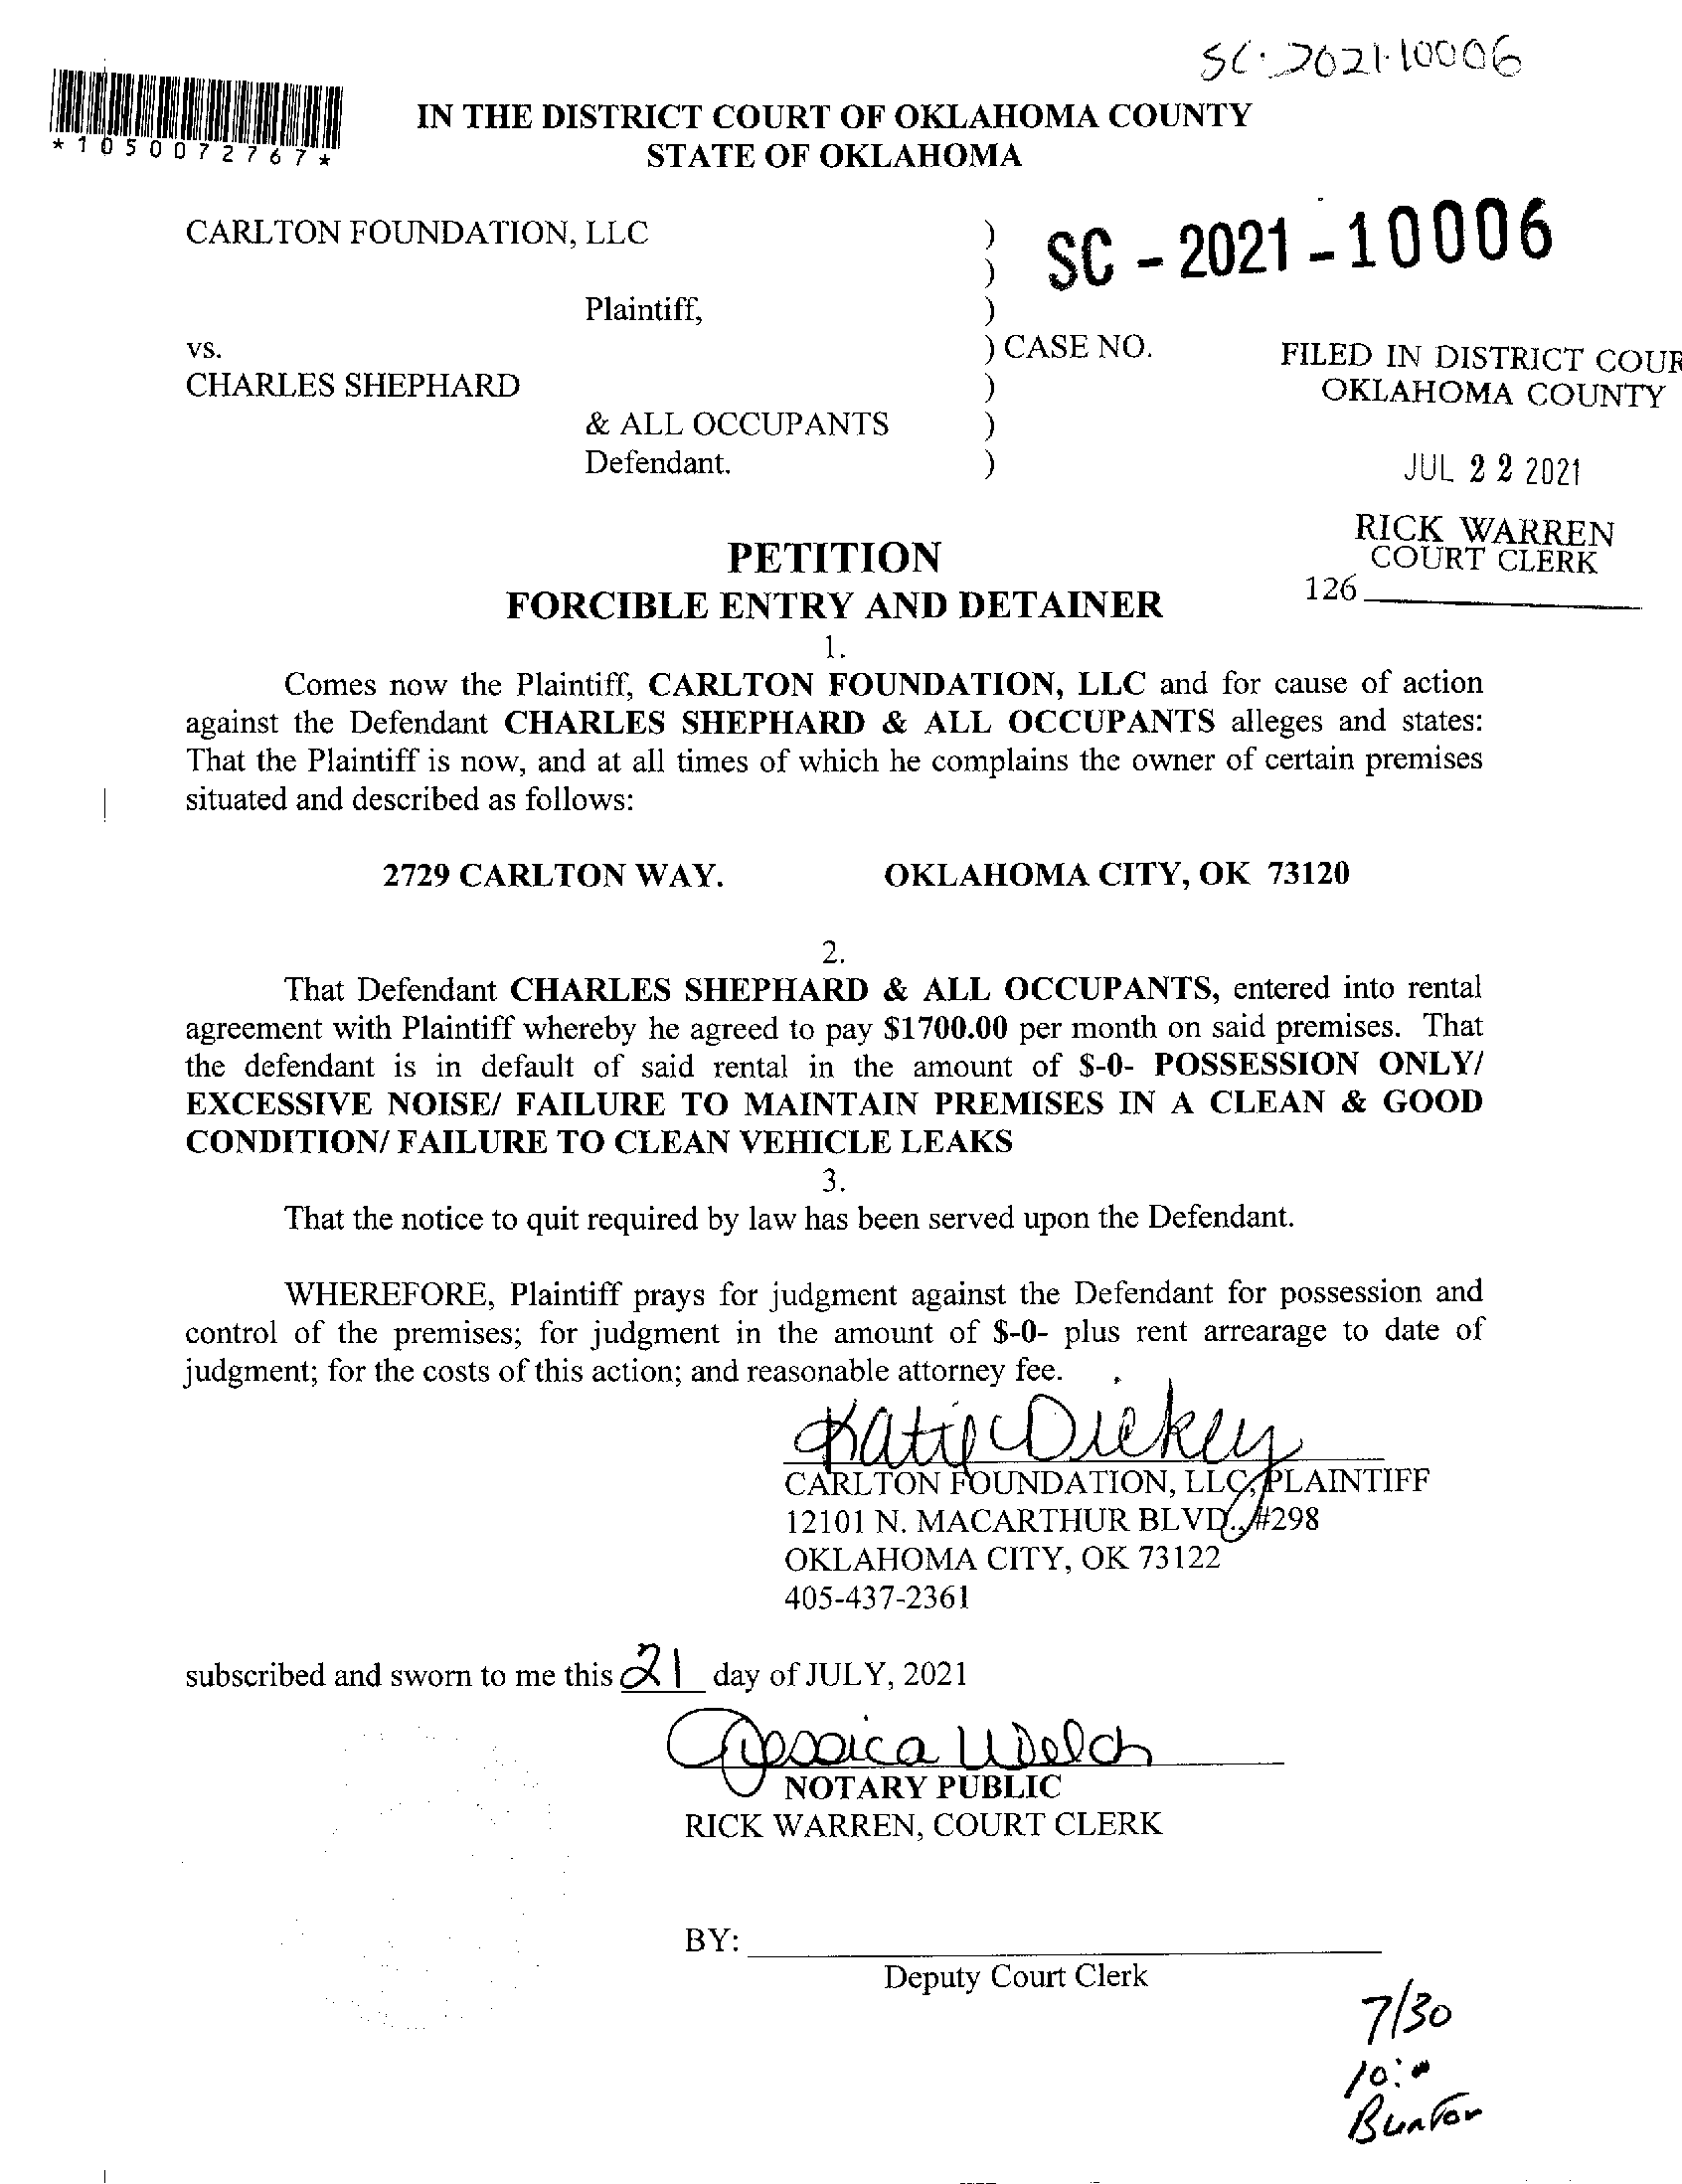 SC-2021-10006
*1050072767*
IN THE DISTRICT COURT OF OKLAHOMA COUNTY
STATE OF OKLAHOMA
CARLTON FOUNDATION, LLC )
) SC - 2021 - 10006
Plaintiff, )
vs. ) CASE NO.
CHARLES SHEPHARD )
& ALL OCCUPANTS )
Defendant. )
FILED IN DISTRICT COUR
OKLAHOMA COUNTY
JUL 22 2021
RICK WARREN
COURT CLERK
126
PETITION
FORCIBLE ENTRY AND DETAINER
1.
Comes now the Plaintiff, CARLTON FOUNDATION, LLC and for cause of action
against the Defendant CHARLES SHEPHARD & ALL OCCUPANTS alleges and states:
That the Plaintiff is now, and at all times of which he complains the owner of certain premises
situated and described as follows:
2729 CARLTON WAY. OKLAHOMA CITY, OK 73120
2.
That Defendant CHARLES SHEPHARD & ALL OCCUPANTS, entered into rental
agreement with Plaintiff whereby he agreed to pay $1700.00 per month on said premises. That
the defendant is in default of said rental in the amount of $-0- POSSESSION ONLY/
EXCESSIVE NOISE/ FAILURE TO MAINTAIN PREMISES IN A CLEAN & GOOD
CONDITION/ FAILURE TO CLEAN VEHICLE LEAKS
3.
That the notice to quit required by law has been served upon the Defendant.
WHEREFORE, Plaintiff prays for judgment against the Defendant for possession and
control of the premises; for judgment in the amount of $-0- plus rent arrearage to date of
judgment; for the costs of this action; and reasonable attorney fee.
Katie Dickey
CARLTON FOUNDATION, LLC, PLAINTIFF
12101 N. MACARTHUR BLVD., #298
OKLAHOMA CITY, OK 73122
405-437-2361
subscribed and sworn to me this 21 day of JULY, 2021
Jessica Welch
NOTARY PUBLIC
RICK WARREN, COURT CLERK
BY:
Deputy Court Clerk
7/30